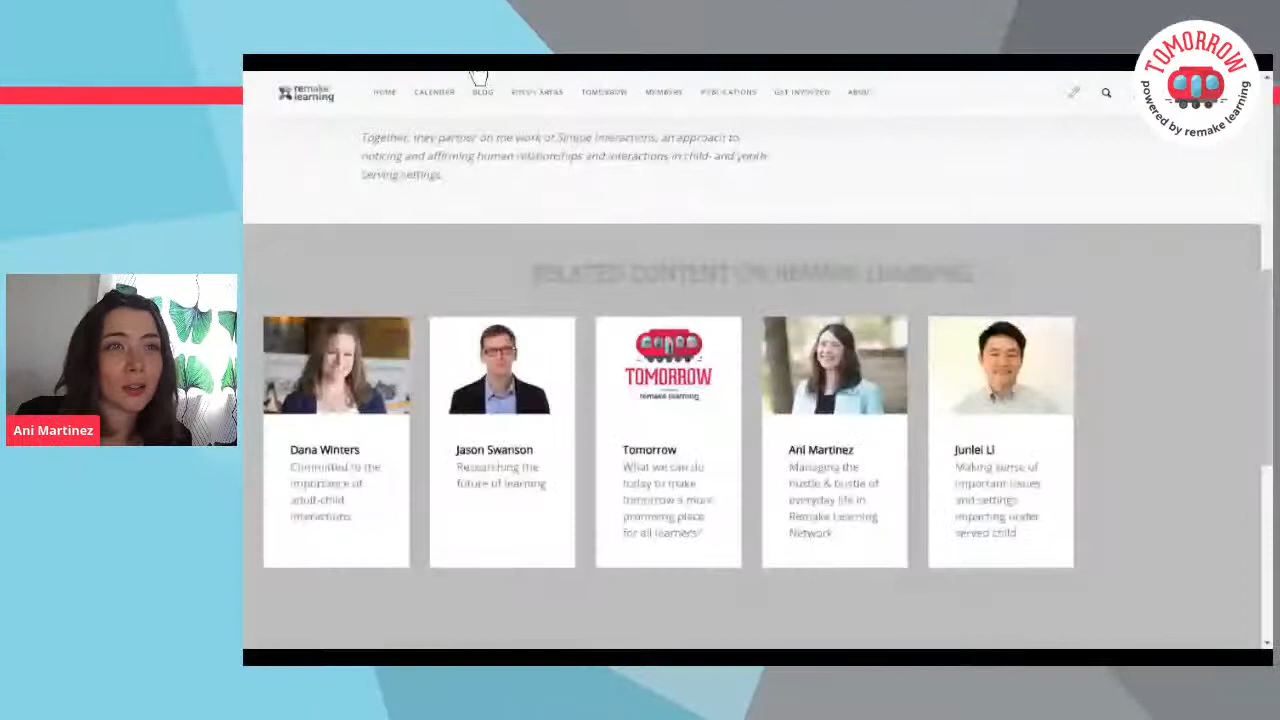 TOMORROW
powered by remake learning
remake
learning
HOME CALENDAR BLOG FOCUS AREAS TOMORROW MEMBERS PUBLICATIONS GET INVOLVED ABOUT
Together, they partner on the work of Simple Interactions, an approach to
noticing and affirming human relationships and interactions in child- and youth-
serving settings.
RELATED CONTENT ON REMAKE LEARNING
TOMORROW
remake learning
Dana Winters
Committed to the
importance of
adult-child
interactions
Jason Swanson
Researching the
future of learning
Tomorrow
What we can do
today to make
tomorrow a more
promising place
for all learners?
Ani Martinez
Managing the
hustle & bustle of
everyday life in
Remake Learning
Network
Junlei Li
Making sense of
important issues
and settings
impacting under
served child
Ani Martinez